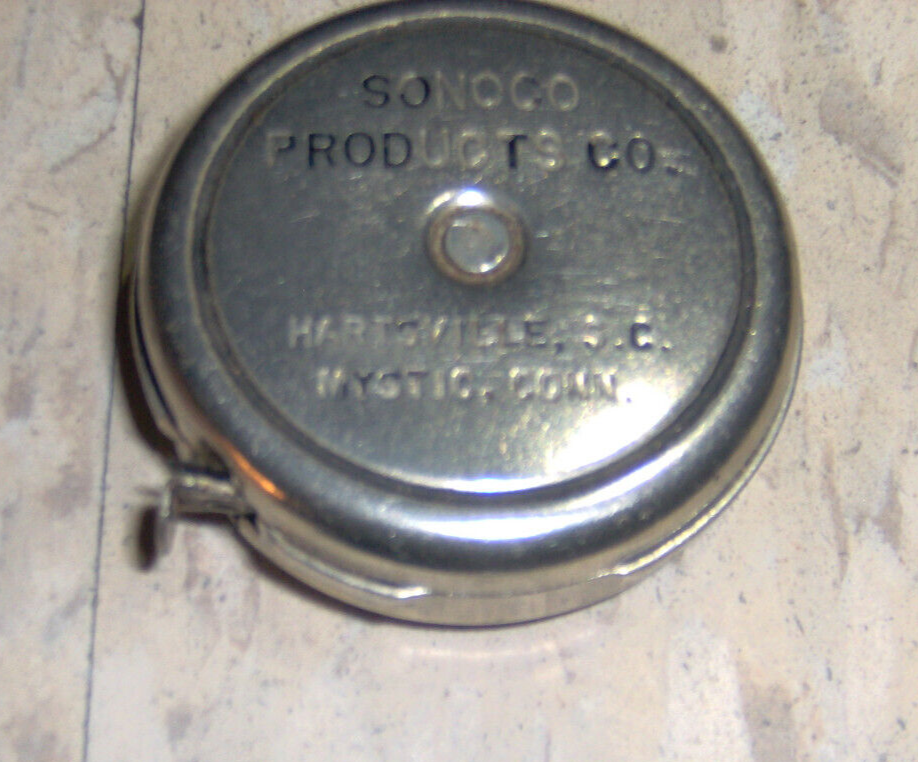 SONOCO
PRODUCTS CO.
HARTSVILLE, S.C.
MYSTIC, CONN.